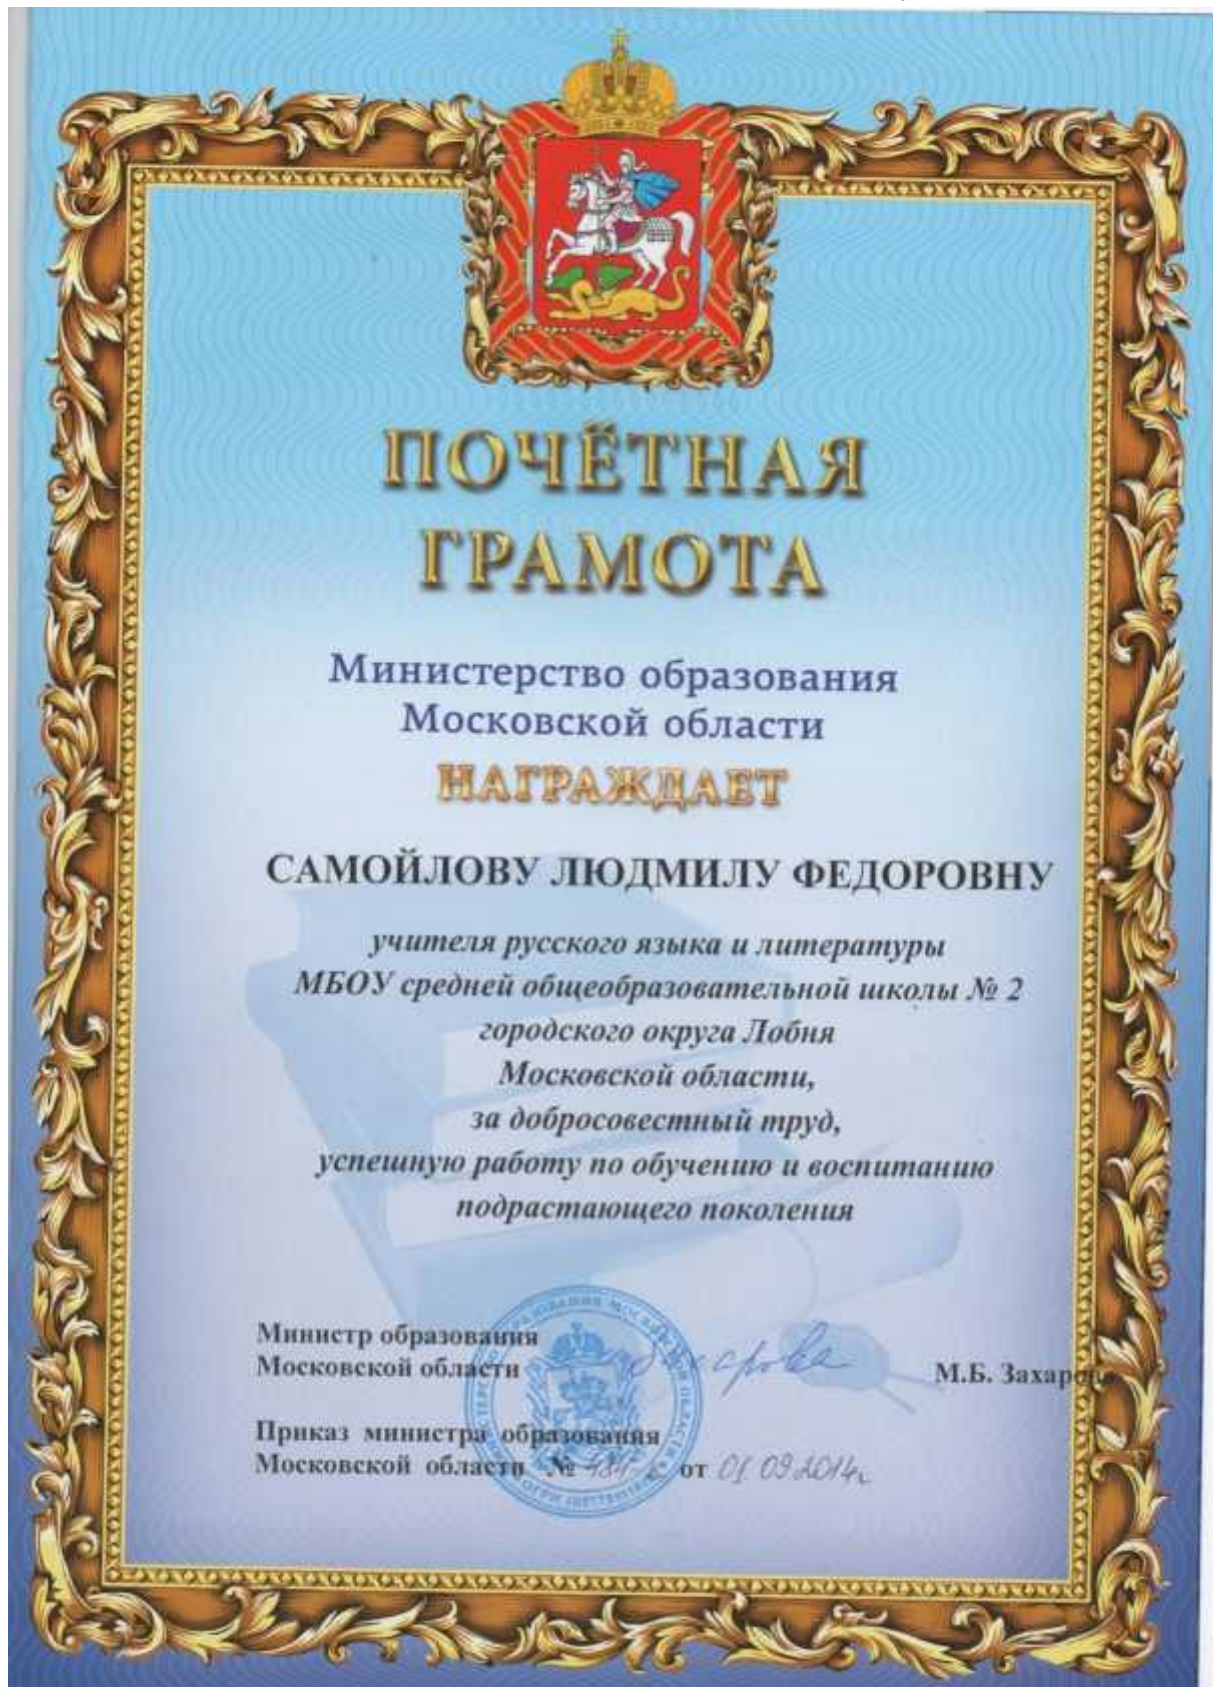 ПОЧЁТНАЯ
ГРАМОТА
Министерство образования
Московской области
НАГРАЖДАЕТ
САМОЙЛОВУ ЛЮДМИЛУ ФЕДОРОВНУ
учителя русского языка и литературы
МБОУ средней общеобразовательной школы № 2
городского округа Лобня
Московской области,
за добросовестный труд,
успешную работу по обучению и воспитанию
подрастающего поколения
Министр образования
Московской области
М.Б. Захарова
Приказ министра образования
Московской области № от 01.09.2014г